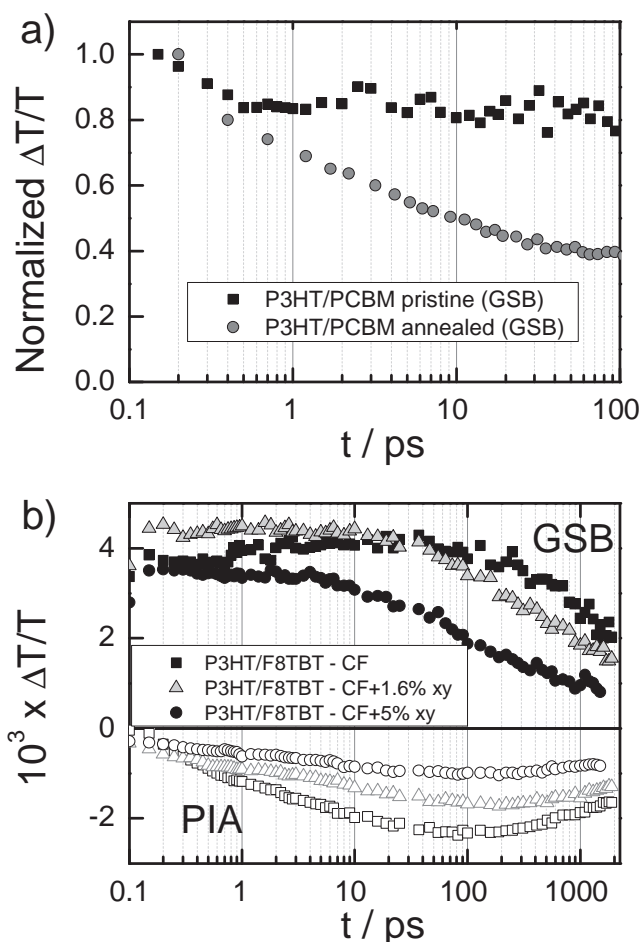 a)
Normalized ΔT/T
1.0
0.8
0.6
0.4
0.2
0.0
P3HT/PCBM pristine (GSB)
P3HT/PCBM annealed (GSB)
0.1 1 10 100
t / ps
b)
10³ x ΔT/T
4
2
0
-2
GSB
P3HT/F8TBT - CF
P3HT/F8TBT - CF+1.6% xy
P3HT/F8TBT - CF+5% xy
PIA
0.1 1 10 100 1000
t / ps